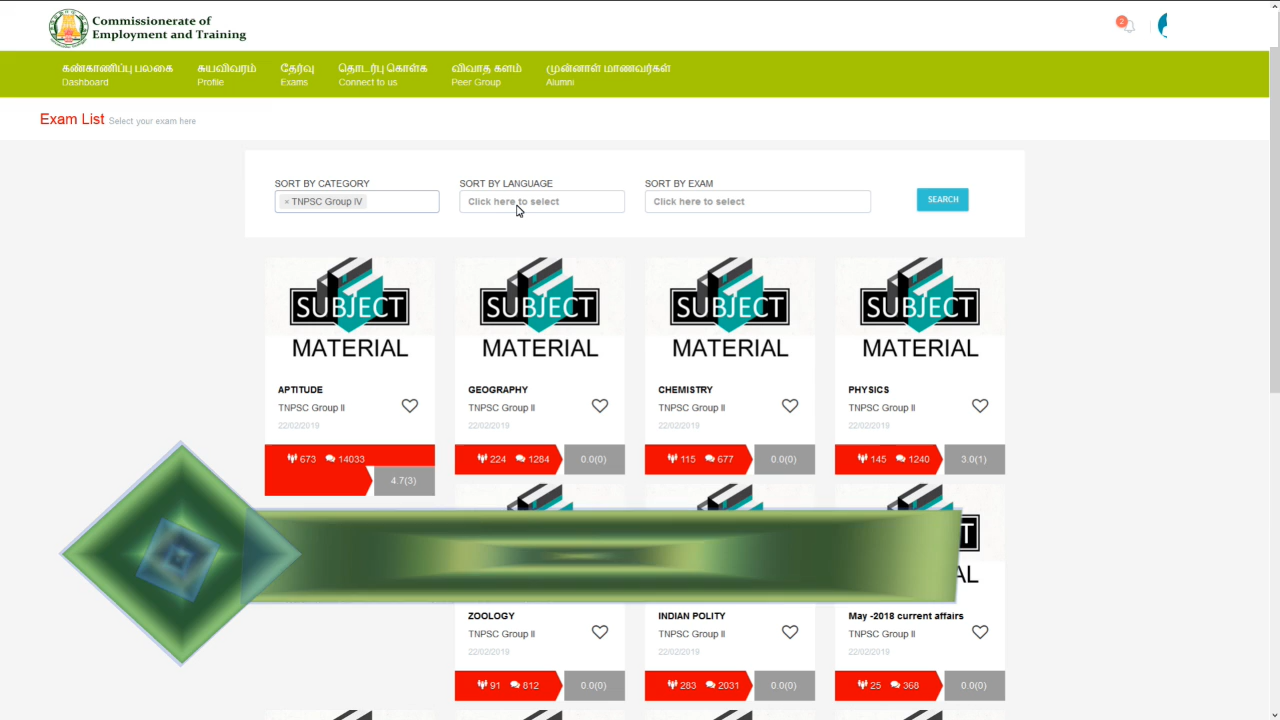 Commissionerate of
Employment and Training
2
கண்காணிப்பு பலகை
Dashboard
சுயவிவரம்
Profile
தேர்வு
Exams
தொடர்பு கொள்க
Connect to us
விவாத களம்
Peer Group
முன்னாள் மாணவர்கள்
Alumni
Exam List Select your exam here
SORT BY CATEGORY
× TNPSC Group IV
SORT BY LANGUAGE
Click here to select
SORT BY EXAM
Click here to select
SEARCH
SUBJECT
MATERIAL
APTITUDE
TNPSC Group II
22/02/2019
673 14033
4.7(3)
SUBJECT
MATERIAL
GEOGRAPHY
TNPSC Group II
22/02/2019
224 1284
0.0(0)
SUBJECT
MATERIAL
CHEMISTRY
TNPSC Group II
22/02/2019
115 677
0.0(0)
SUBJECT
MATERIAL
PHYSICS
TNPSC Group II
22/02/2019
145 1240
3.0(1)
ZOOLOGY
TNPSC Group II
22/02/2019
91 812
0.0(0)
INDIAN POLITY
TNPSC Group II
22/02/2019
283 2031
0.0(0)
May -2018 current affairs
TNPSC Group II
22/02/2019
25 368
0.0(0)